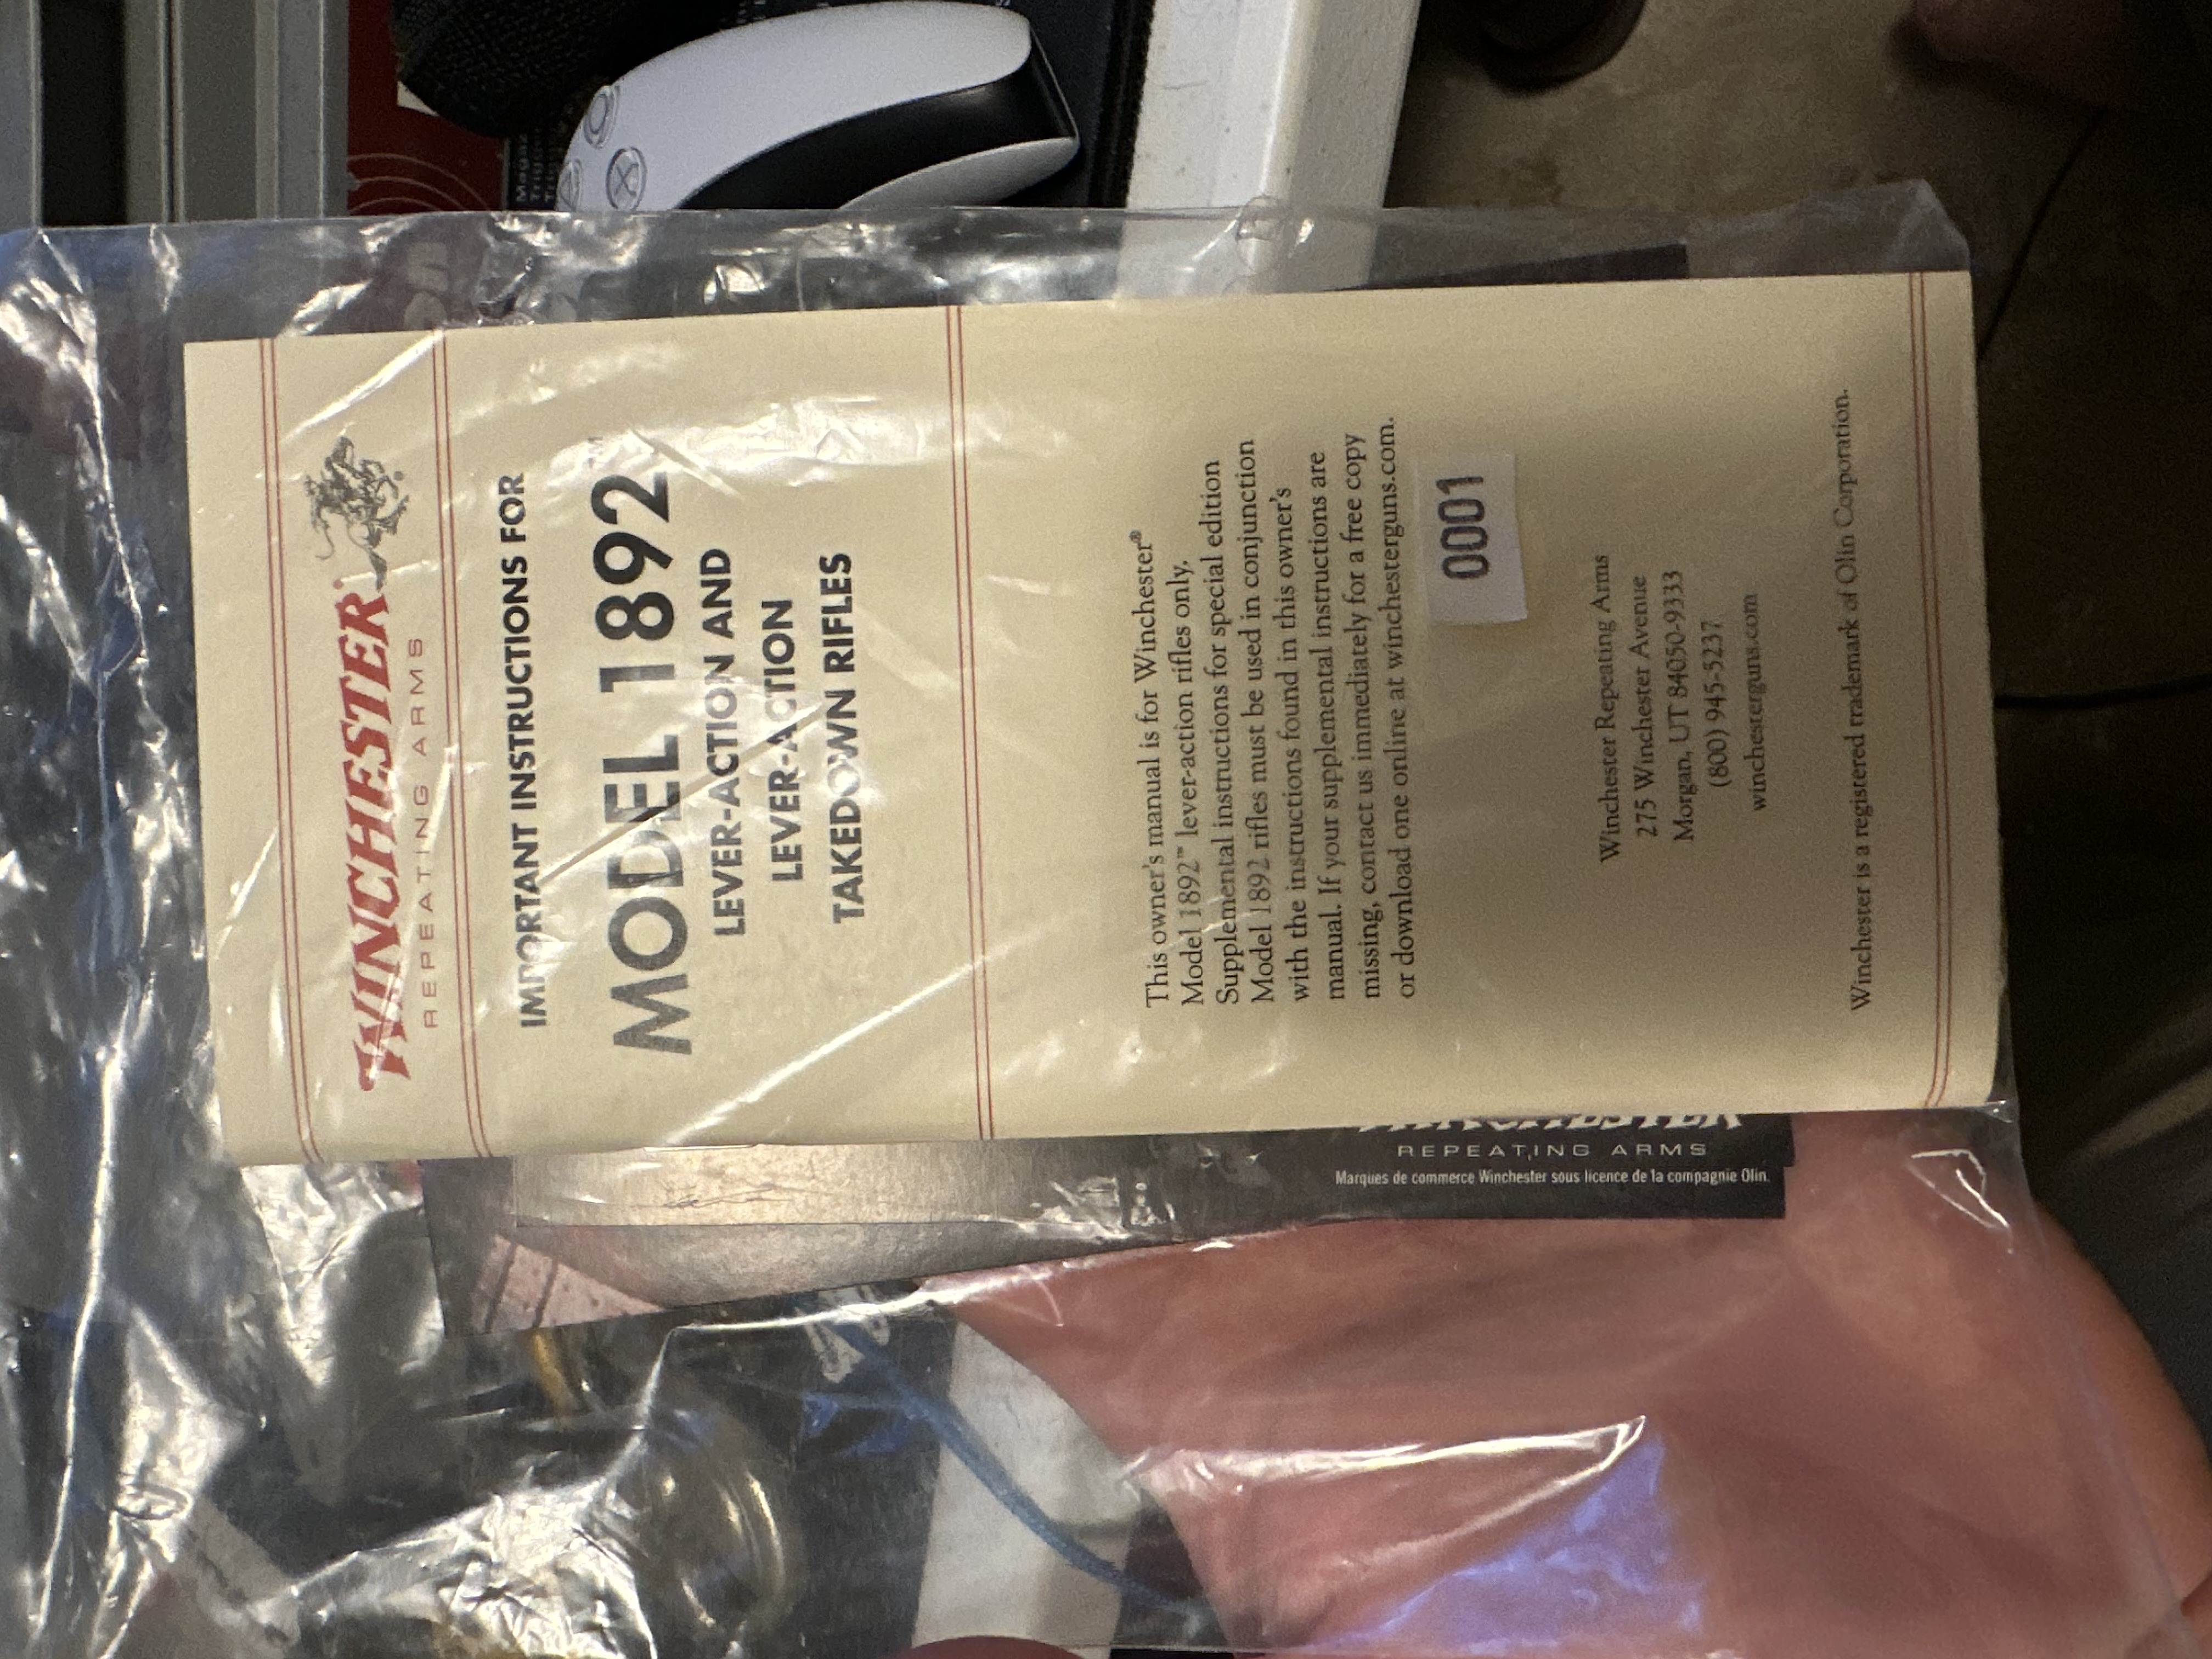 WINCHESTER®
REPEATING ARMS
IMPORTANT INSTRUCTIONS FOR
MODEL 1892™
LEVER-ACTION AND
LEVER-ACTION
TAKEDOWN RIFLES
This owner's manual is for Winchester®
Model 1892™ lever-action rifles only.
Supplemental instructions for special edition
Model 1892 rifles must be used in conjunction
with the instructions found in this owner's
manual. If your supplemental instructions are
missing, contact us immediately for a free copy
or download one online at winchesterguns.com.
0001
Winchester Repeating Arms
275 Winchester Avenue
Morgan, UT 84050-9333
(800) 945-5237
winchesterguns.com
Winchester is a registered trademark of Olin Corporation.
WINCHESTER
REPEATING ARMS
Marques de commerce Winchester sous licence de la compagnie Olin.